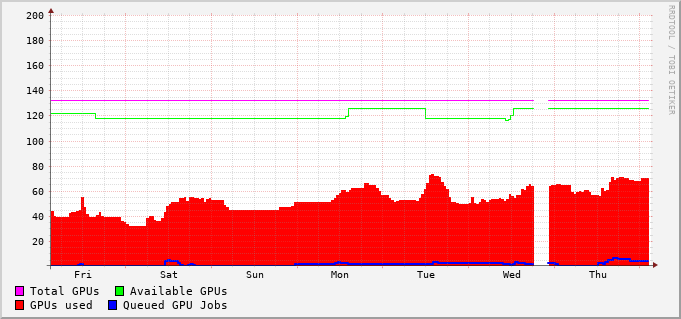 200
180
160
140
120
100
80
60
40
20
Fri Sat Sun Mon Tue Wed Thu
Total GPUs Available GPUs
GPUs used Queued GPU Jobs
RRDTOOL / TOBI OETIKER